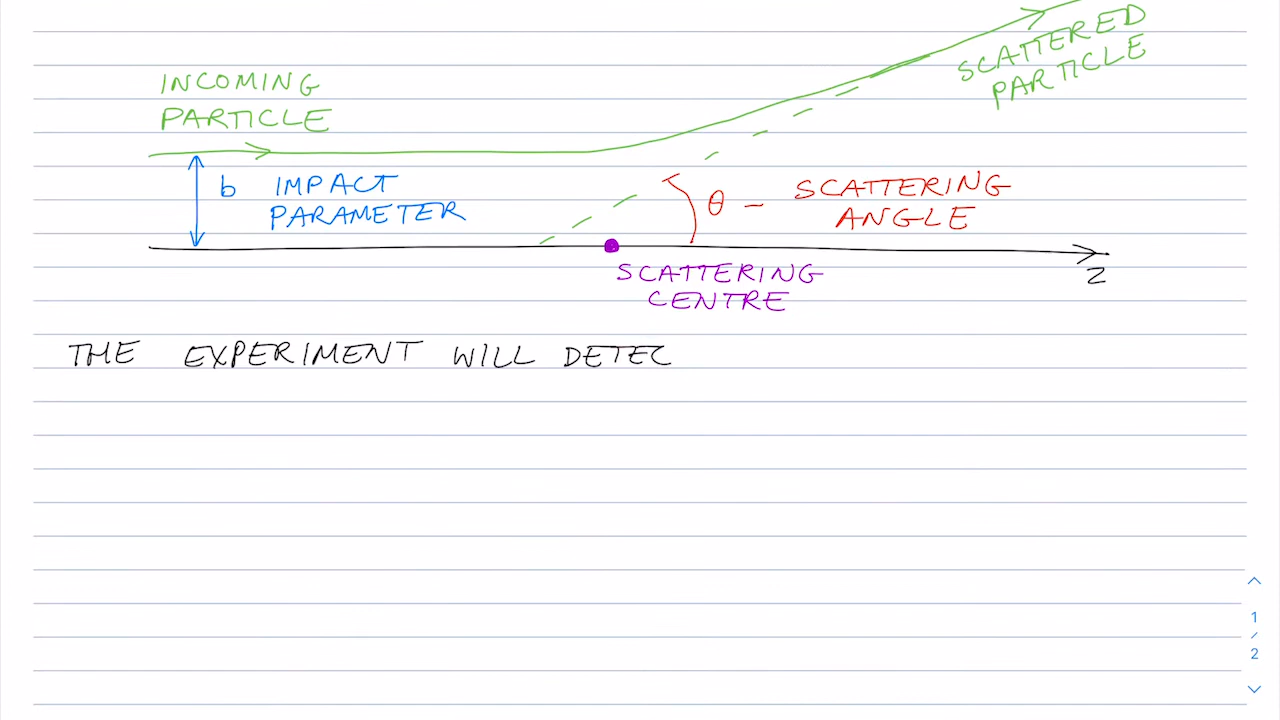 INCOMING
PARTICLE
SCATTERED
PARTICLE
b IMPACT
PARAMETER
θ - SCATTERING
ANGLE
SCATTERING
CENTRE
z
THE EXPERIMENT WILL DETEC
1
/
2